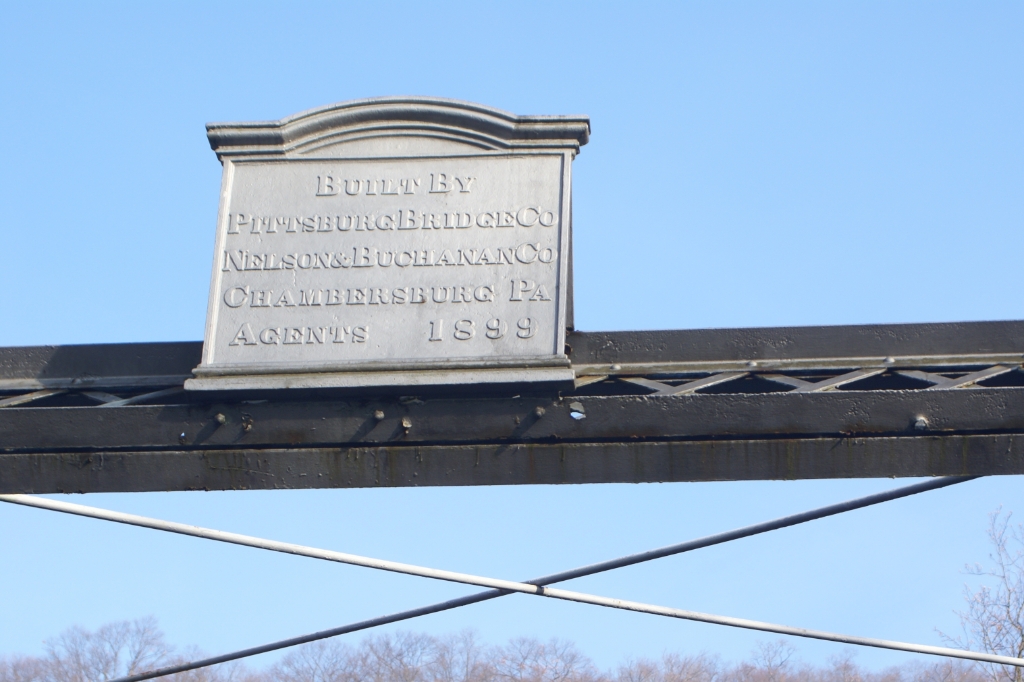 BUILT BY
PITTSBURG BRIDGE CO
NELSON & BUCHANAN CO
CHAMBERSBURG PA
AGENTS 1899